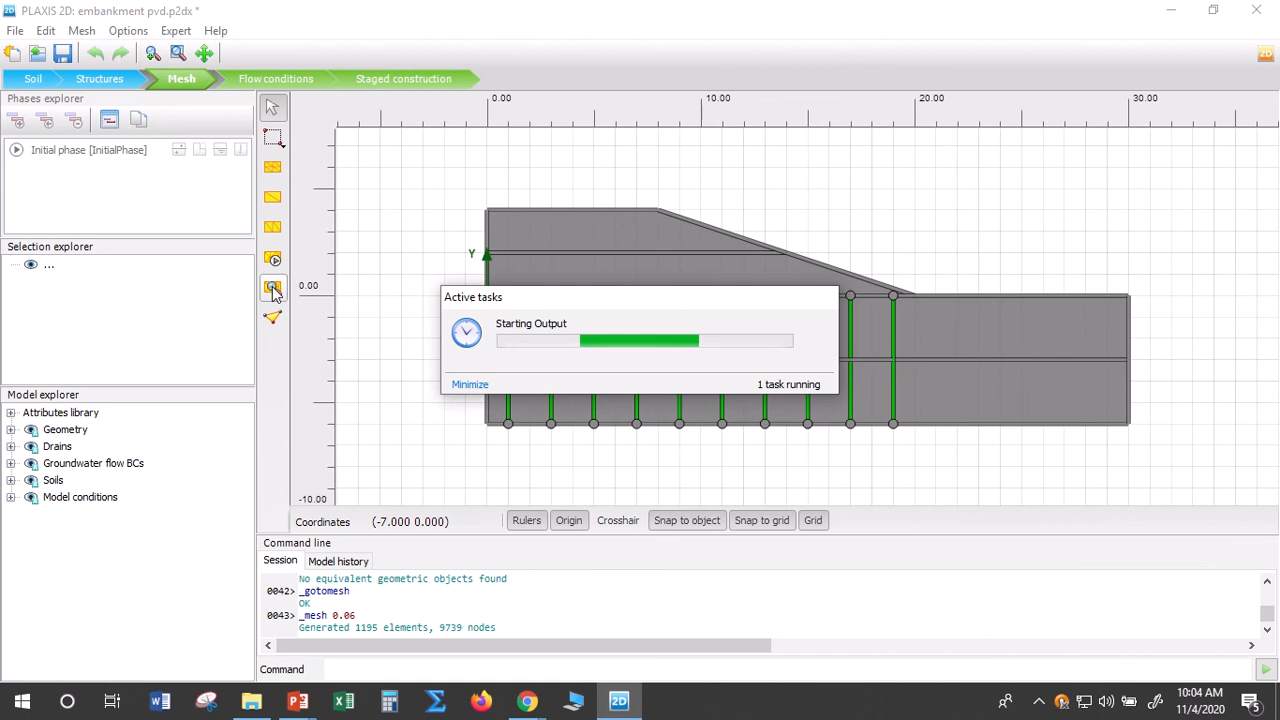 2D PLAXIS 2D: embankment pvd.p2dx *
File Edit Mesh Options Expert Help
2D
Soil Structures Mesh Flow conditions Staged construction
Phases explorer
Initial phase [InitialPhase]
Selection explorer
...
Model explorer
Attributes library
Geometry
Drains
Groundwater flow BCs
Soils
Model conditions
0.00 10.00 20.00 30.00
Y
0.00
-10.00
Active tasks
Starting Output
Minimize 1 task running
Coordinates (-7.000 0.000) Rulers Origin Crosshair Snap to object Snap to grid Grid
Command line
Session Model history
No equivalent geometric objects found
0042> _gotomesh
OK
0043> _mesh 0.06
Generated 1195 elements, 9739 nodes
Command
2D
10:04 AM
11/4/2020
5